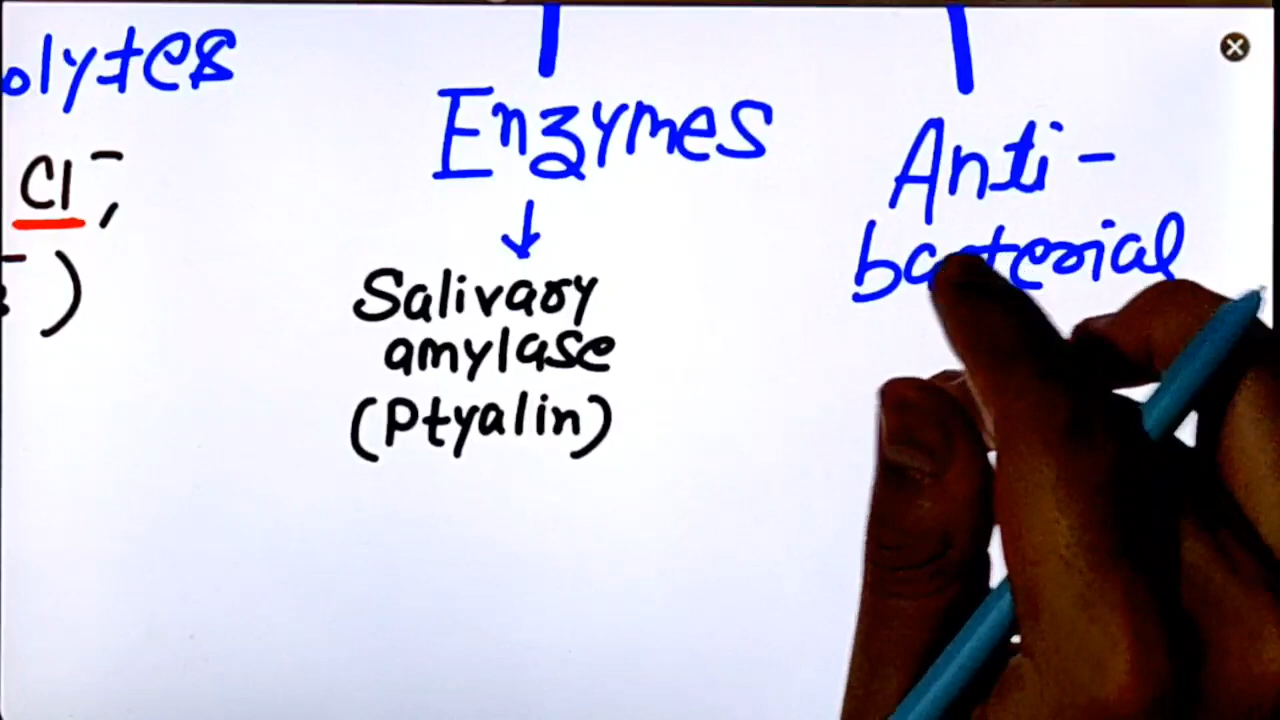 olytes
Cl⁻,
)
Enzymes
↓
Salivary
amylase
(Ptyalin)
Anti-
bacterial